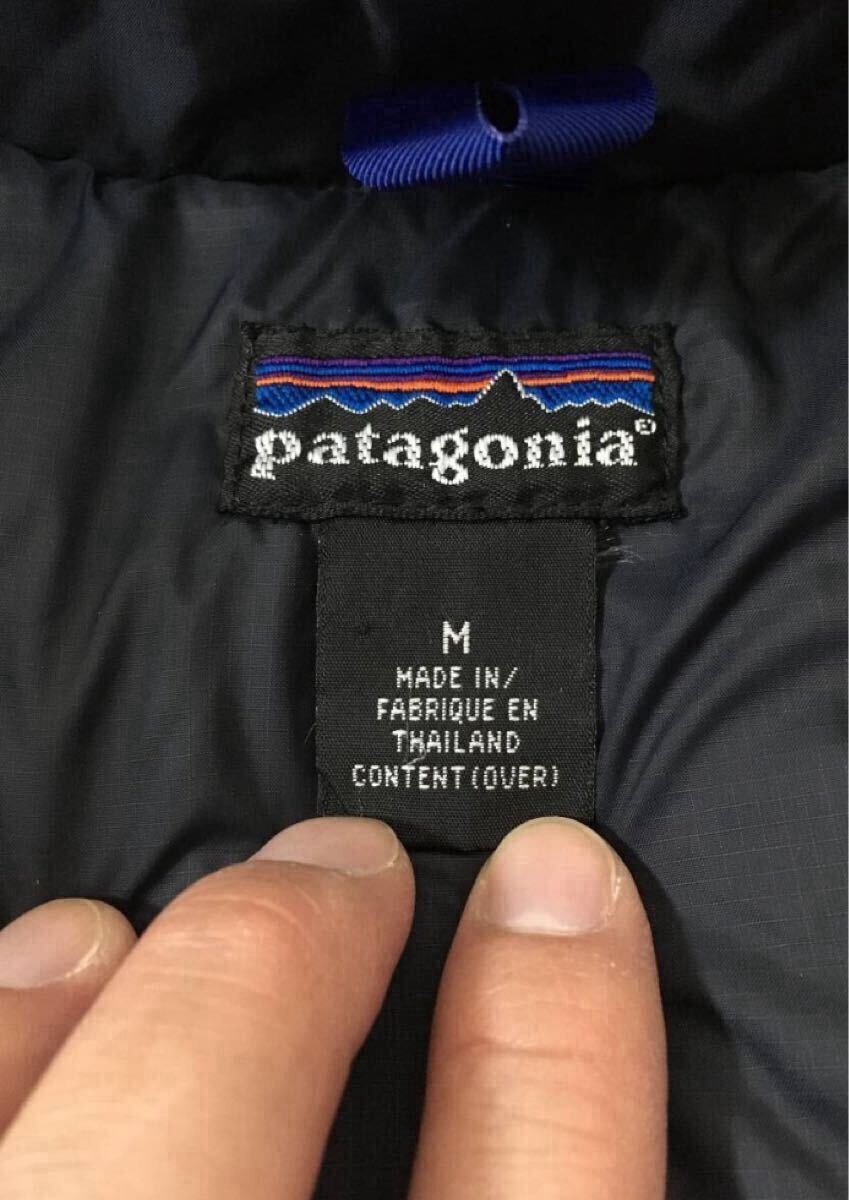 patagonia®
M
MADE IN/
FABRIQUE EN
THAILAND
CONTENT (OVER)